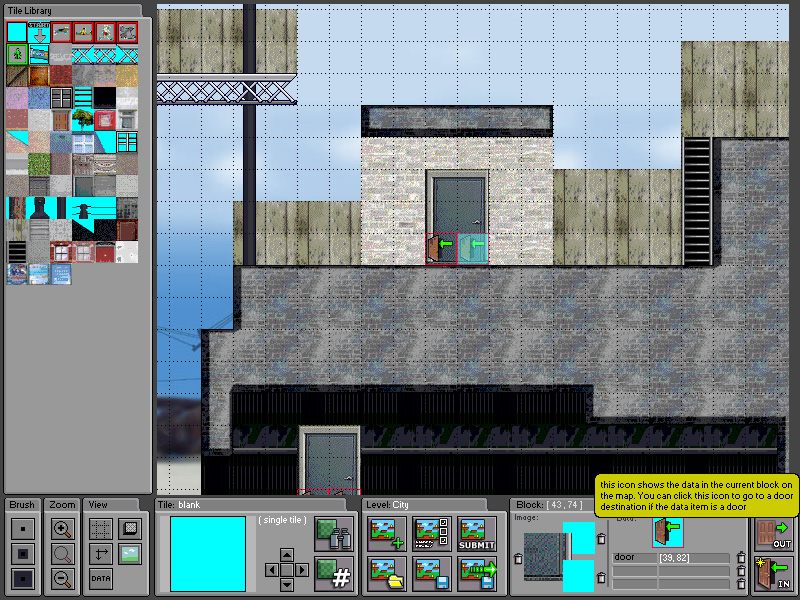 Tile Library
START
this icon shows the data in the current block on
the map. You can click this icon to go to a door
destination if the data item is a door
Brush
Zoom
View
DATA
Tile: blank
( single tile )
#
Level: City
SUBMIT
Block: [ 43 , 74 ]
Image:
Data:
door
[39, 82]
OUT
IN